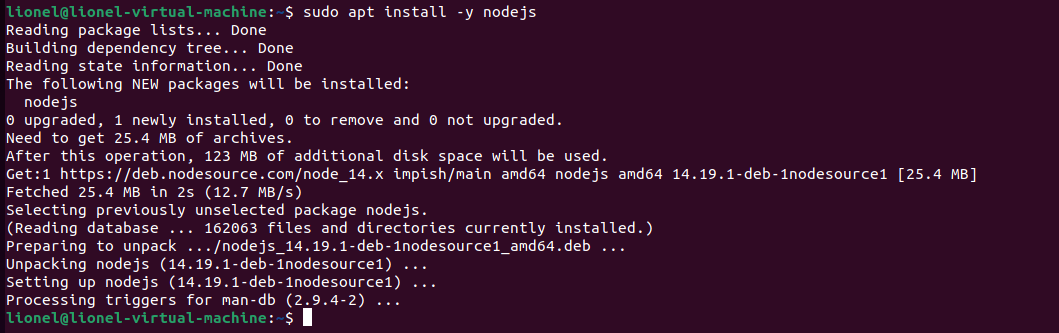 lionel@lionel-virtual-machine:~$ sudo apt install -y nodejs
Reading package lists... Done
Building dependency tree... Done
Reading state information... Done
The following NEW packages will be installed:
  nodejs
0 upgraded, 1 newly installed, 0 to remove and 0 not upgraded.
Need to get 25.4 MB of archives.
After this operation, 123 MB of additional disk space will be used.
Get:1 https://deb.nodesource.com/node_14.x impish/main amd64 nodejs amd64 14.19.1-deb-1nodesource1 [25.4 MB]
Fetched 25.4 MB in 2s (12.7 MB/s)
Selecting previously unselected package nodejs.
(Reading database ... 162063 files and directories currently installed.)
Preparing to unpack .../nodejs_14.19.1-deb-1nodesource1_amd64.deb ...
Unpacking nodejs (14.19.1-deb-1nodesource1) ...
Setting up nodejs (14.19.1-deb-1nodesource1) ...
Processing triggers for man-db (2.9.4-2) ...
lionel@lionel-virtual-machine:~$